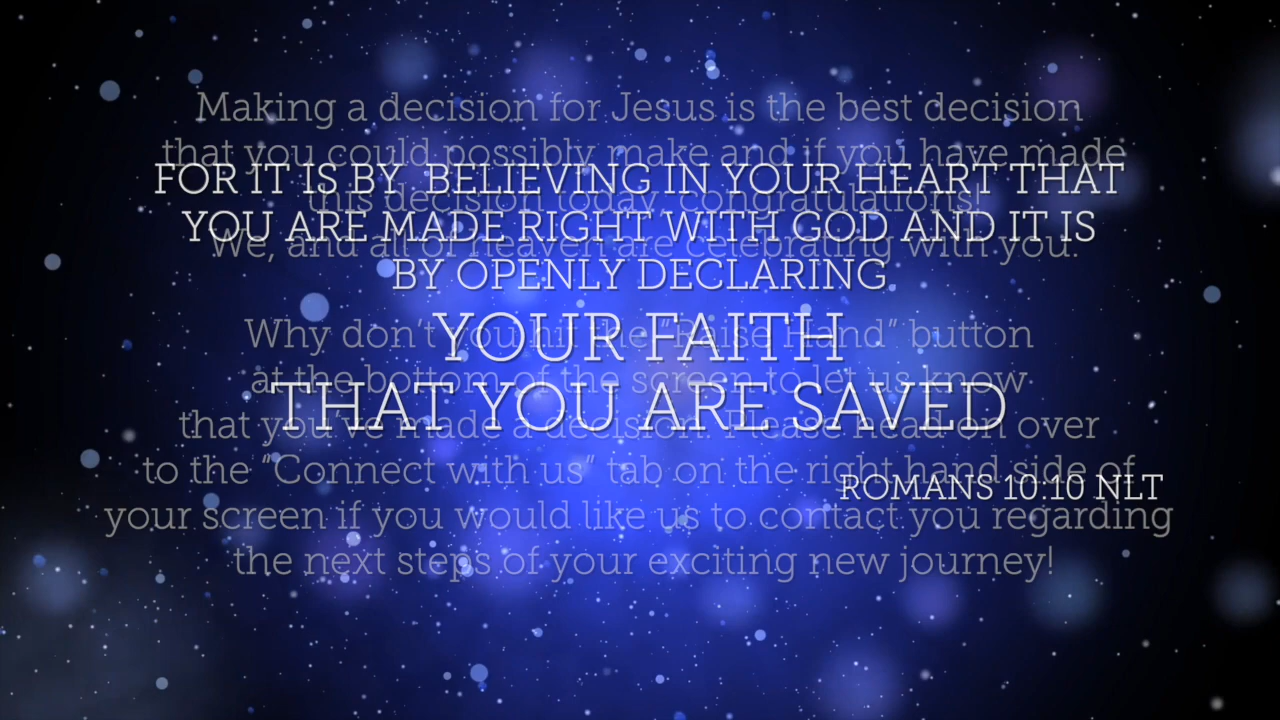 Making a decision for Jesus is the best decision
that you could possibly make and if you have made
this decision today, congratulations!
We, and all of heaven are celebrating with you.
Why don't you hit the "Raise Hand" button
at the bottom of the screen to let us know
that you've made a decision. Please head on over
to the "Connect with us" tab on the right hand side of
your screen if you would like us to contact you regarding
the next steps of your exciting new journey!
FOR IT IS BY BELIEVING IN YOUR HEART THAT
YOU ARE MADE RIGHT WITH GOD AND IT IS
BY OPENLY DECLARING
YOUR FAITH
THAT YOU ARE SAVED
ROMANS 10:10 NLT